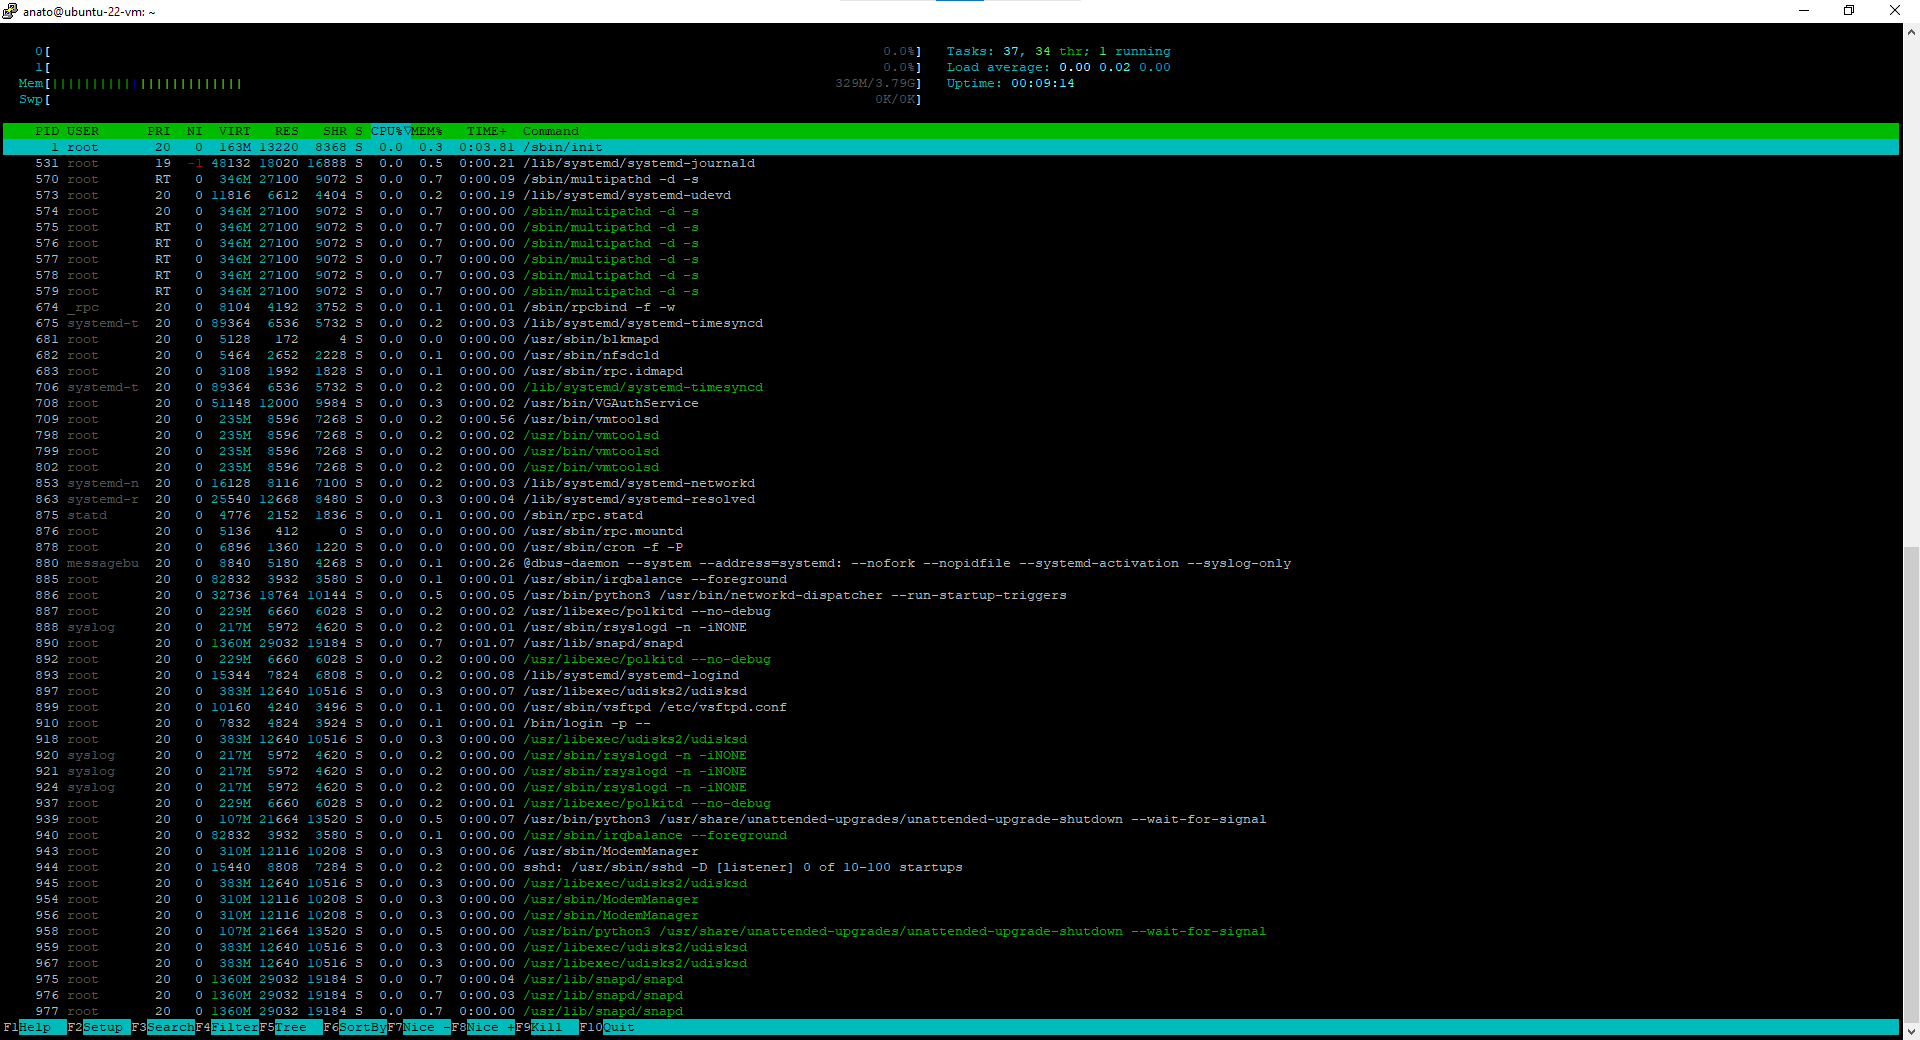 anato@ubuntu-22-vm: ~
0[ 0.0%] Tasks: 37, 34 thr; 1 running
1[ 0.0%] Load average: 0.00 0.02 0.00
Mem[|||||||||||||||||||||||| 329M/3.79G] Uptime: 00:09:14
Swp[ 0K/0K]
PID USER PRI NI VIRT RES SHR S CPU%▽MEM% TIME+ Command
1 root 20 0 163M 13220 8368 S 0.0 0.3 0:03.81 /sbin/init
531 root 19 -1 48132 18020 16888 S 0.0 0.5 0:00.21 /lib/systemd/systemd-journald
570 root RT 0 346M 27100 9072 S 0.0 0.7 0:00.09 /sbin/multipathd -d -s
573 root 20 0 11816 6612 4404 S 0.0 0.2 0:00.19 /lib/systemd/systemd-udevd
574 root 20 0 346M 27100 9072 S 0.0 0.7 0:00.00 /sbin/multipathd -d -s
575 root RT 0 346M 27100 9072 S 0.0 0.7 0:00.00 /sbin/multipathd -d -s
576 root RT 0 346M 27100 9072 S 0.0 0.7 0:00.00 /sbin/multipathd -d -s
577 root RT 0 346M 27100 9072 S 0.0 0.7 0:00.00 /sbin/multipathd -d -s
578 root RT 0 346M 27100 9072 S 0.0 0.7 0:00.03 /sbin/multipathd -d -s
579 root RT 0 346M 27100 9072 S 0.0 0.7 0:00.00 /sbin/multipathd -d -s
674 _rpc 20 0 8104 4192 3752 S 0.0 0.1 0:00.01 /sbin/rpcbind -f -w
675 systemd-t 20 0 89364 6536 5732 S 0.0 0.2 0:00.03 /lib/systemd/systemd-timesyncd
681 root 20 0 5128 172 4 S 0.0 0.0 0:00.00 /usr/sbin/blkmapd
682 root 20 0 5464 2652 2228 S 0.0 0.1 0:00.00 /usr/sbin/nfsdcld
683 root 20 0 3108 1992 1828 S 0.0 0.1 0:00.00 /usr/sbin/rpc.idmapd
706 systemd-t 20 0 89364 6536 5732 S 0.0 0.2 0:00.00 /lib/systemd/systemd-timesyncd
708 root 20 0 51148 12000 9984 S 0.0 0.3 0:00.02 /usr/bin/VGAuthService
709 root 20 0 235M 8596 7268 S 0.0 0.2 0:00.56 /usr/bin/vmtoolsd
798 root 20 0 235M 8596 7268 S 0.0 0.2 0:00.02 /usr/bin/vmtoolsd
799 root 20 0 235M 8596 7268 S 0.0 0.2 0:00.00 /usr/bin/vmtoolsd
802 root 20 0 235M 8596 7268 S 0.0 0.2 0:00.00 /usr/bin/vmtoolsd
853 systemd-n 20 0 16128 8116 7100 S 0.0 0.2 0:00.03 /lib/systemd/systemd-networkd
863 systemd-r 20 0 25540 12668 8480 S 0.0 0.3 0:00.04 /lib/systemd/systemd-resolved
875 statd 20 0 4776 2152 1836 S 0.0 0.1 0:00.00 /sbin/rpc.statd
876 root 20 0 5136 412 0 S 0.0 0.0 0:00.00 /usr/sbin/rpc.mountd
878 root 20 0 6896 1360 1220 S 0.0 0.0 0:00.00 /usr/sbin/cron -f -P
880 messagebu 20 0 8840 5180 4268 S 0.0 0.1 0:00.26 @dbus-daemon --system --address=systemd: --nofork --nopidfile --systemd-activation --syslog-only
885 root 20 0 82832 3932 3580 S 0.0 0.1 0:00.01 /usr/sbin/irqbalance --foreground
886 root 20 0 32736 18764 10144 S 0.0 0.5 0:00.05 /usr/bin/python3 /usr/bin/networkd-dispatcher --run-startup-triggers
887 root 20 0 229M 6660 6028 S 0.0 0.2 0:00.02 /usr/libexec/polkitd --no-debug
888 syslog 20 0 217M 5972 4620 S 0.0 0.2 0:00.01 /usr/sbin/rsyslogd -n -iNONE
890 root 20 0 1360M 29032 19184 S 0.0 0.7 0:01.07 /usr/lib/snapd/snapd
892 root 20 0 229M 6660 6028 S 0.0 0.2 0:00.00 /usr/libexec/polkitd --no-debug
893 root 20 0 15344 7824 6808 S 0.0 0.2 0:00.08 /lib/systemd/systemd-logind
897 root 20 0 383M 12640 10516 S 0.0 0.3 0:00.07 /usr/libexec/udisks2/udisksd
899 root 20 0 10160 4240 3496 S 0.0 0.1 0:00.00 /usr/sbin/vsftpd /etc/vsftpd.conf
910 root 20 0 7832 4824 3924 S 0.0 0.1 0:00.01 /bin/login -p --
918 root 20 0 383M 12640 10516 S 0.0 0.3 0:00.00 /usr/libexec/udisks2/udisksd
920 syslog 20 0 217M 5972 4620 S 0.0 0.2 0:00.00 /usr/sbin/rsyslogd -n -iNONE
921 syslog 20 0 217M 5972 4620 S 0.0 0.2 0:00.00 /usr/sbin/rsyslogd -n -iNONE
924 syslog 20 0 217M 5972 4620 S 0.0 0.2 0:00.00 /usr/sbin/rsyslogd -n -iNONE
937 root 20 0 229M 6660 6028 S 0.0 0.2 0:00.01 /usr/libexec/polkitd --no-debug
939 root 20 0 107M 21664 13520 S 0.0 0.5 0:00.07 /usr/bin/python3 /usr/share/unattended-upgrades/unattended-upgrade-shutdown --wait-for-signal
940 root 20 0 82832 3932 3580 S 0.0 0.1 0:00.00 /usr/sbin/irqbalance --foreground
943 root 20 0 310M 12116 10208 S 0.0 0.3 0:00.06 /usr/sbin/ModemManager
944 root 20 0 15440 8808 7284 S 0.0 0.2 0:00.00 sshd: /usr/sbin/sshd -D [listener] 0 of 10-100 startups
945 root 20 0 383M 12640 10516 S 0.0 0.3 0:00.00 /usr/libexec/udisks2/udisksd
954 root 20 0 310M 12116 10208 S 0.0 0.3 0:00.00 /usr/sbin/ModemManager
956 root 20 0 310M 12116 10208 S 0.0 0.3 0:00.00 /usr/sbin/ModemManager
958 root 20 0 107M 21664 13520 S 0.0 0.5 0:00.00 /usr/bin/python3 /usr/share/unattended-upgrades/unattended-upgrade-shutdown --wait-for-signal
959 root 20 0 383M 12640 10516 S 0.0 0.3 0:00.00 /usr/libexec/udisks2/udisksd
967 root 20 0 383M 12640 10516 S 0.0 0.3 0:00.00 /usr/libexec/udisks2/udisksd
975 root 20 0 1360M 29032 19184 S 0.0 0.7 0:00.04 /usr/lib/snapd/snapd
976 root 20 0 1360M 29032 19184 S 0.0 0.7 0:00.03 /usr/lib/snapd/snapd
977 root 20 0 1360M 29032 19184 S 0.0 0.7 0:00.00 /usr/lib/snapd/snapd
F1Help F2Setup F3SearchF4FilterF5Tree F6SortByF7Nice -F8Nice +F9Kill F10Quit